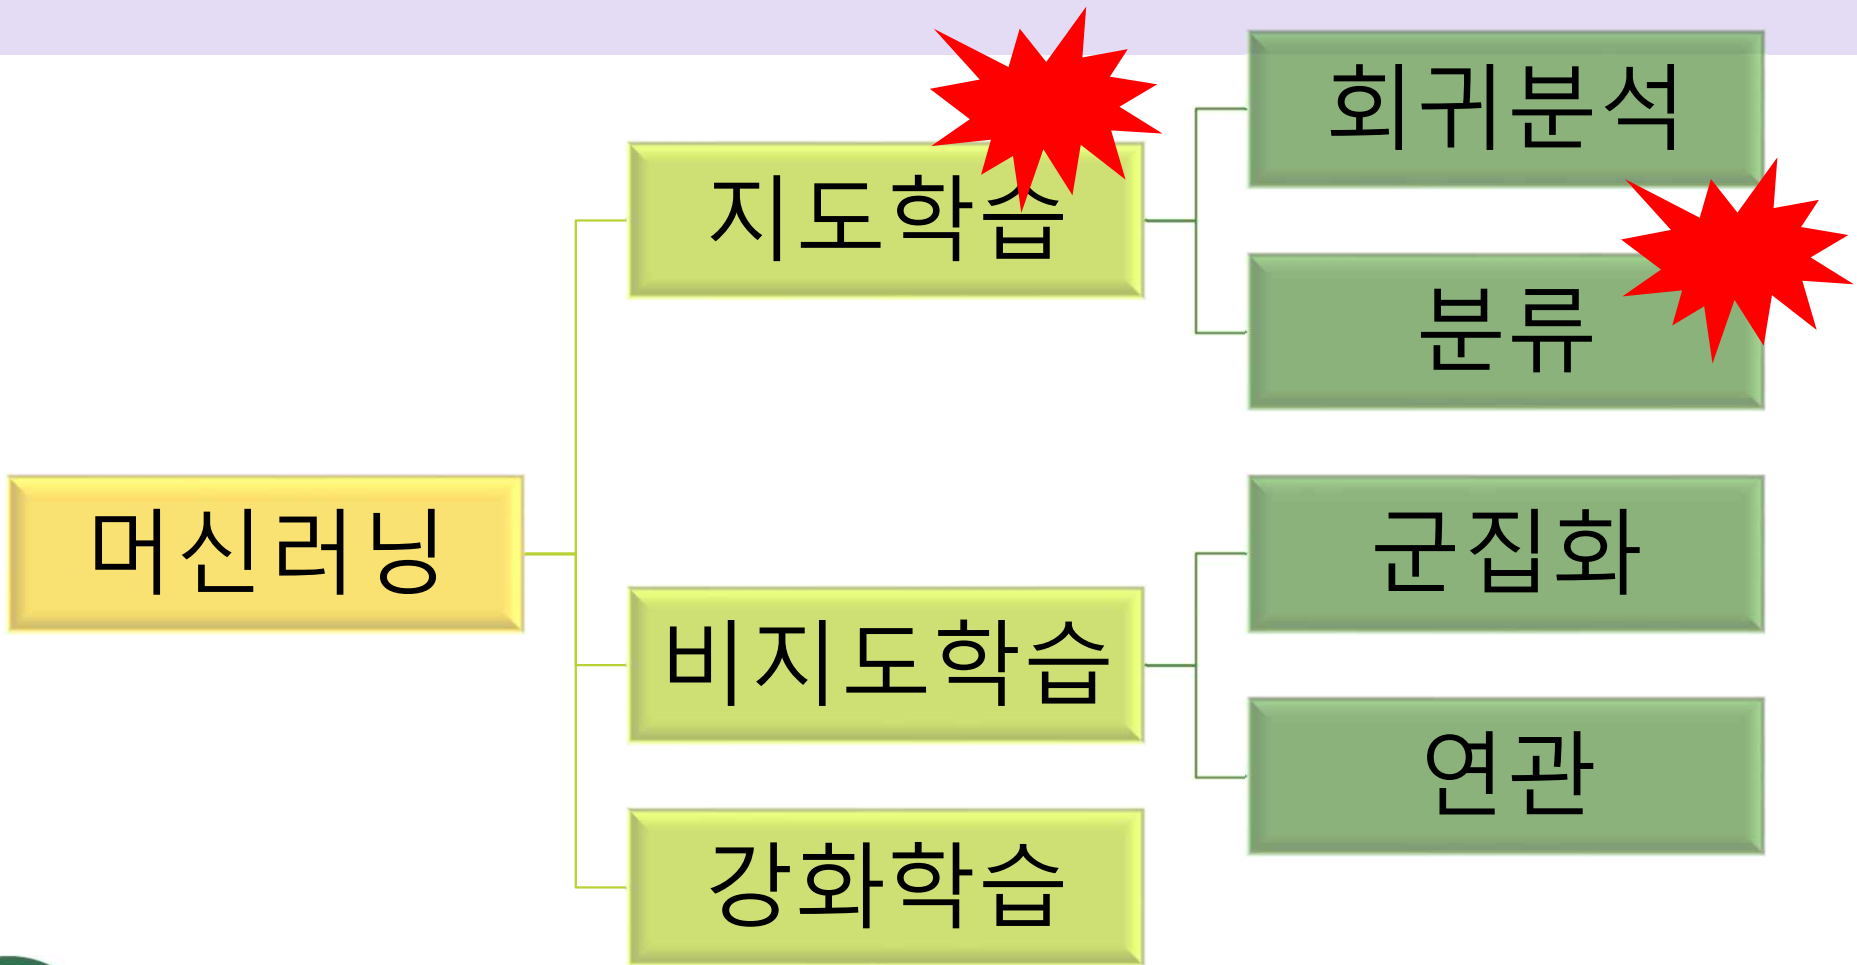 머신러닝
지도학습
회귀분석
분류
비지도학습
군집화
연관
강화학습